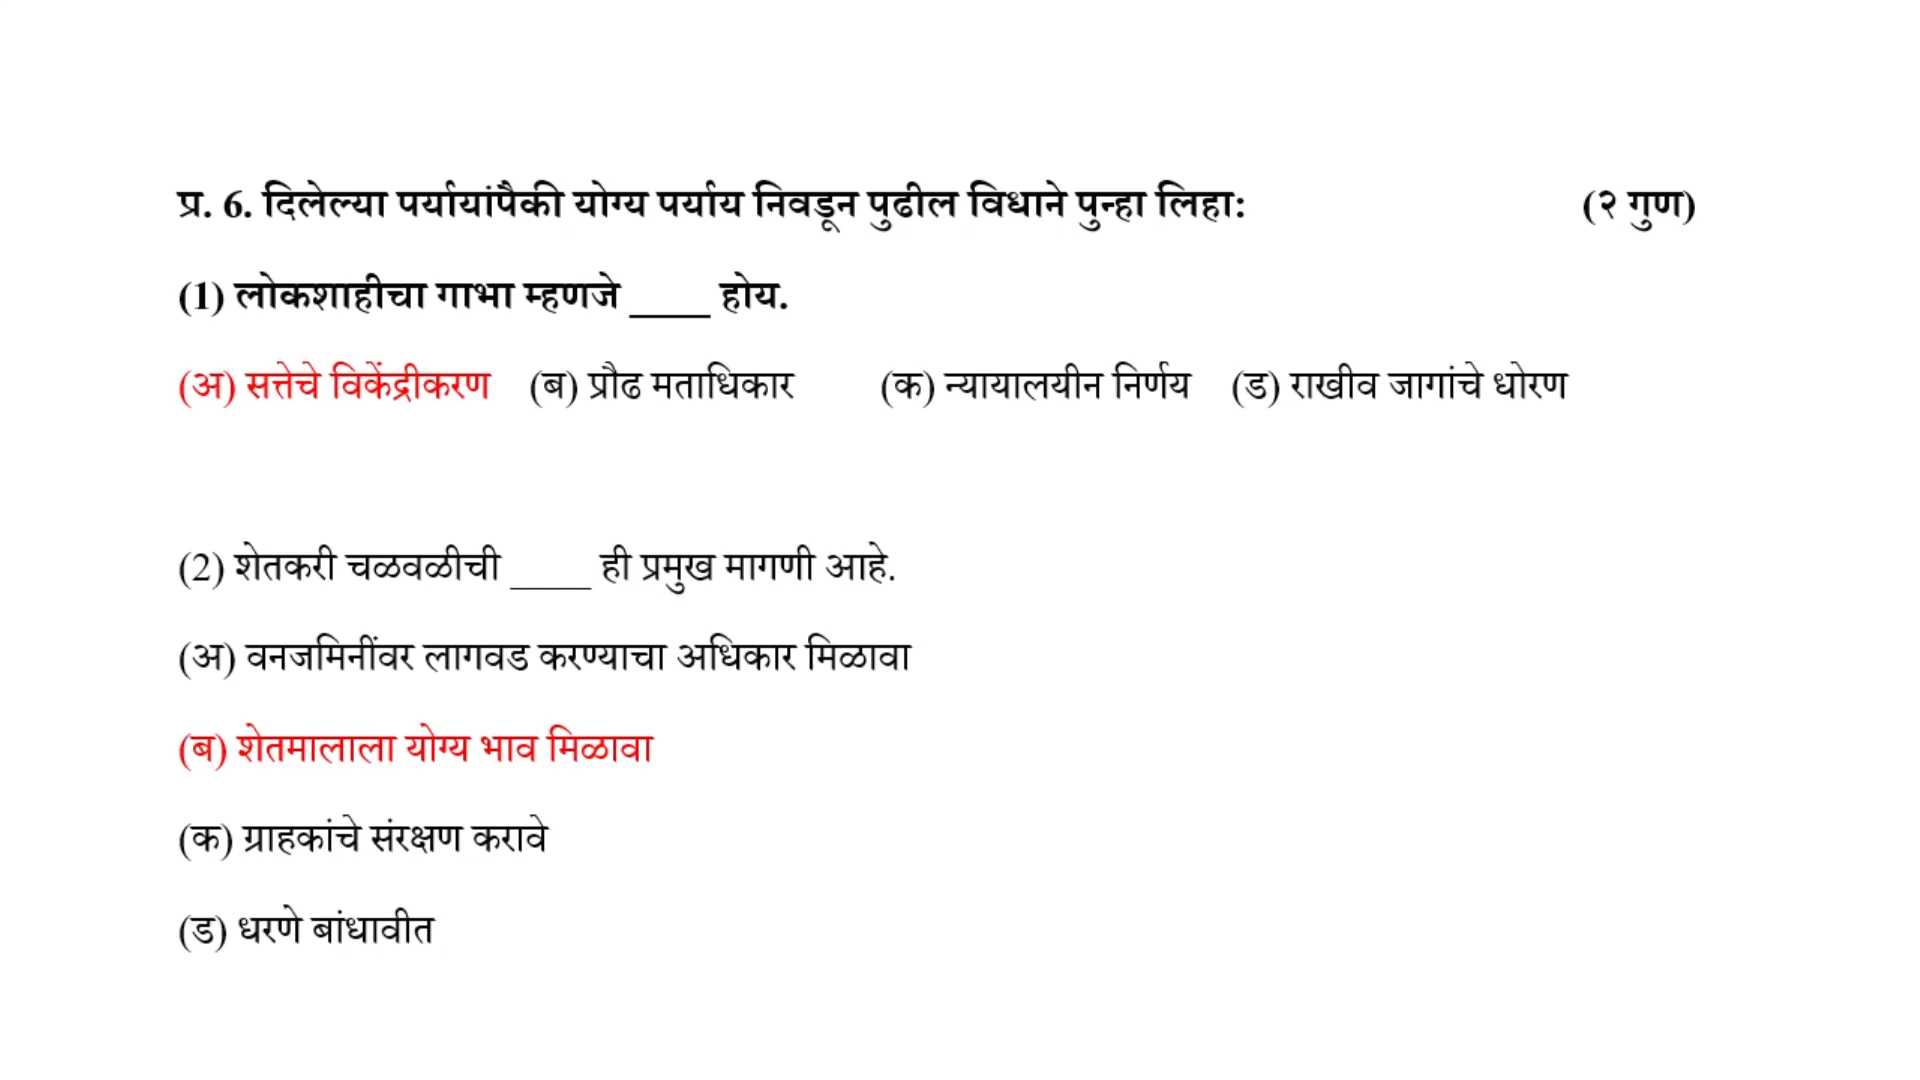 प्र. 6. दिलेल्या पर्यायांपैकी योग्य पर्याय निवडून पुढील विधाने पुन्हा लिहा: (२ गुण)
(1) लोकशाहीचा गाभा म्हणजे ____ होय.
(अ) सत्तेचे विकेंद्रीकरण (ब) प्रौढ मताधिकार (क) न्यायालयीन निर्णय (ड) राखीव जागांचे धोरण
(2) शेतकरी चळवळीची ____ ही प्रमुख मागणी आहे.
(अ) वनजमिनींवर लागवड करण्याचा अधिकार मिळावा
(ब) शेतमालाला योग्य भाव मिळावा
(क) ग्राहकांचे संरक्षण करावे
(ड) धरणे बांधावीत